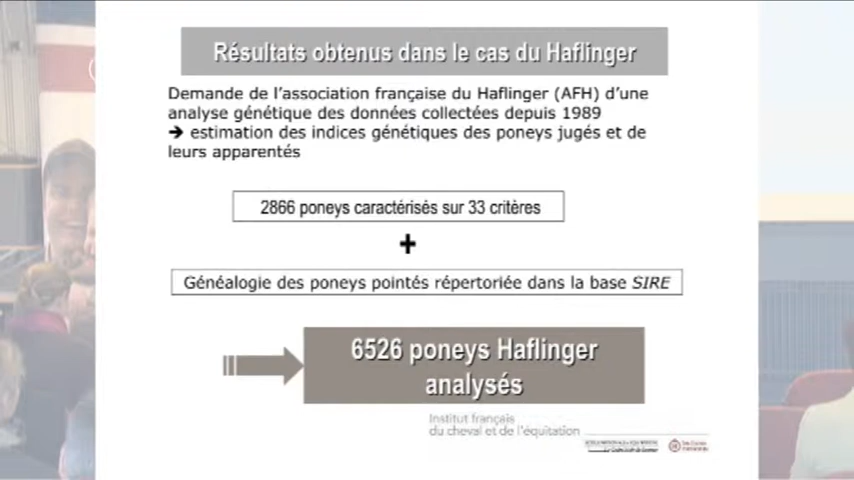 Résultats obtenus dans le cas du Haflinger
Demande de l'association française du Haflinger (AFH) d'une
analyse génétique des données collectées depuis 1989
➔ estimation des indices génétiques des poneys jugés et de
leurs apparentés
2866 poneys caractérisés sur 33 critères
+
Généalogie des poneys pointés répertoriée dans la base SIRE
6526 poneys Haflinger
analysés
Institut français
du cheval et de l'équitation